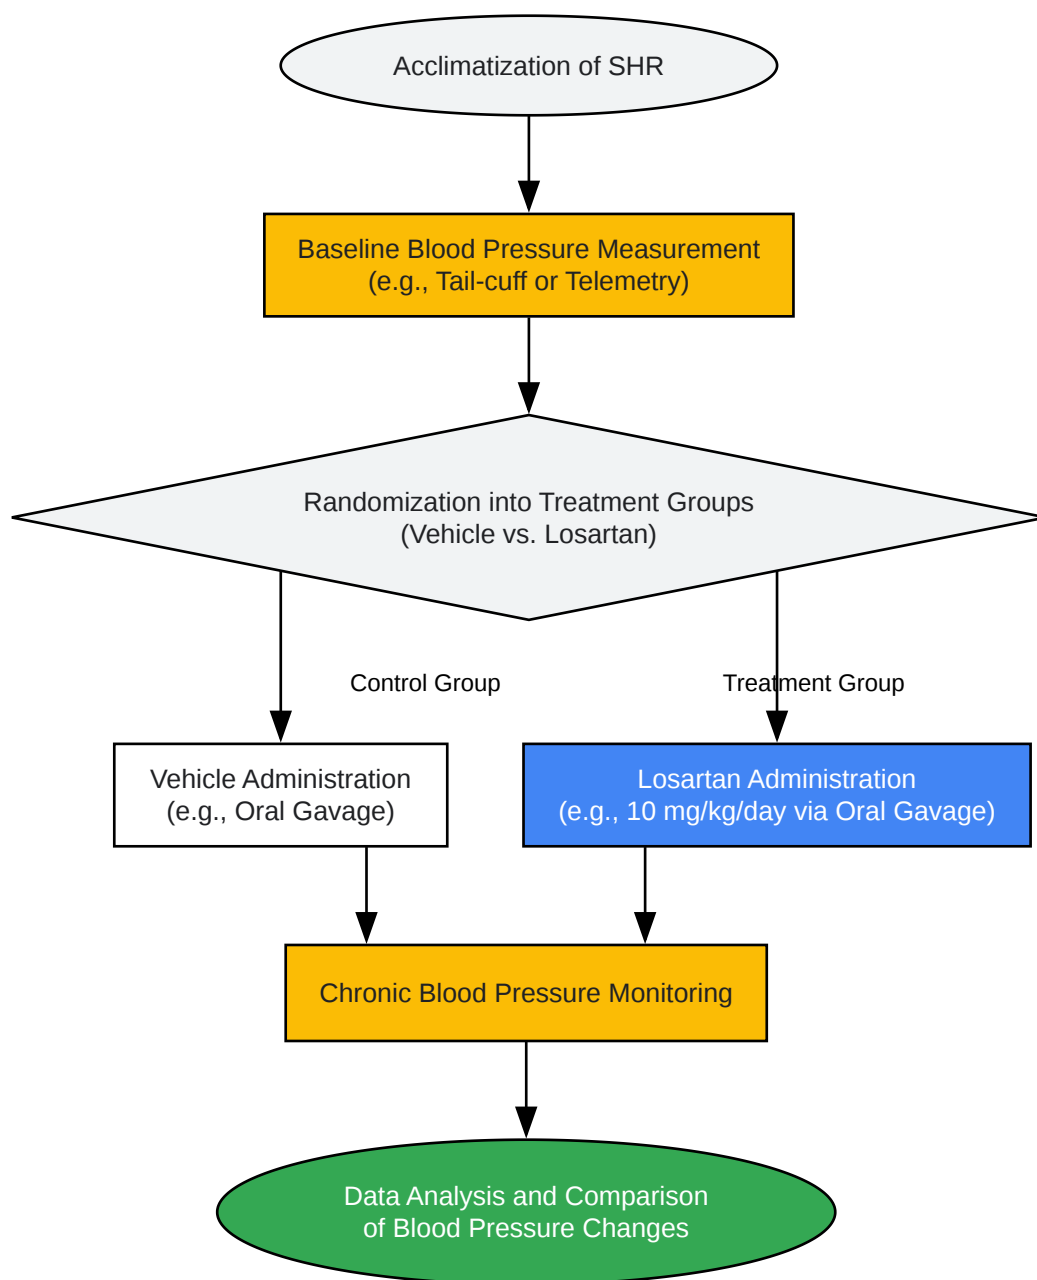 Acclimatization of SHR
Baseline Blood Pressure Measurement
(e.g., Tail-cuff or Telemetry)
Randomization into Treatment Groups
(Vehicle vs. Losartan)
Control Group
Treatment Group
Vehicle Administration
(e.g., Oral Gavage)
Losartan Administration
(e.g., 10 mg/kg/day via Oral Gavage)
Chronic Blood Pressure Monitoring
Data Analysis and Comparison
of Blood Pressure Changes